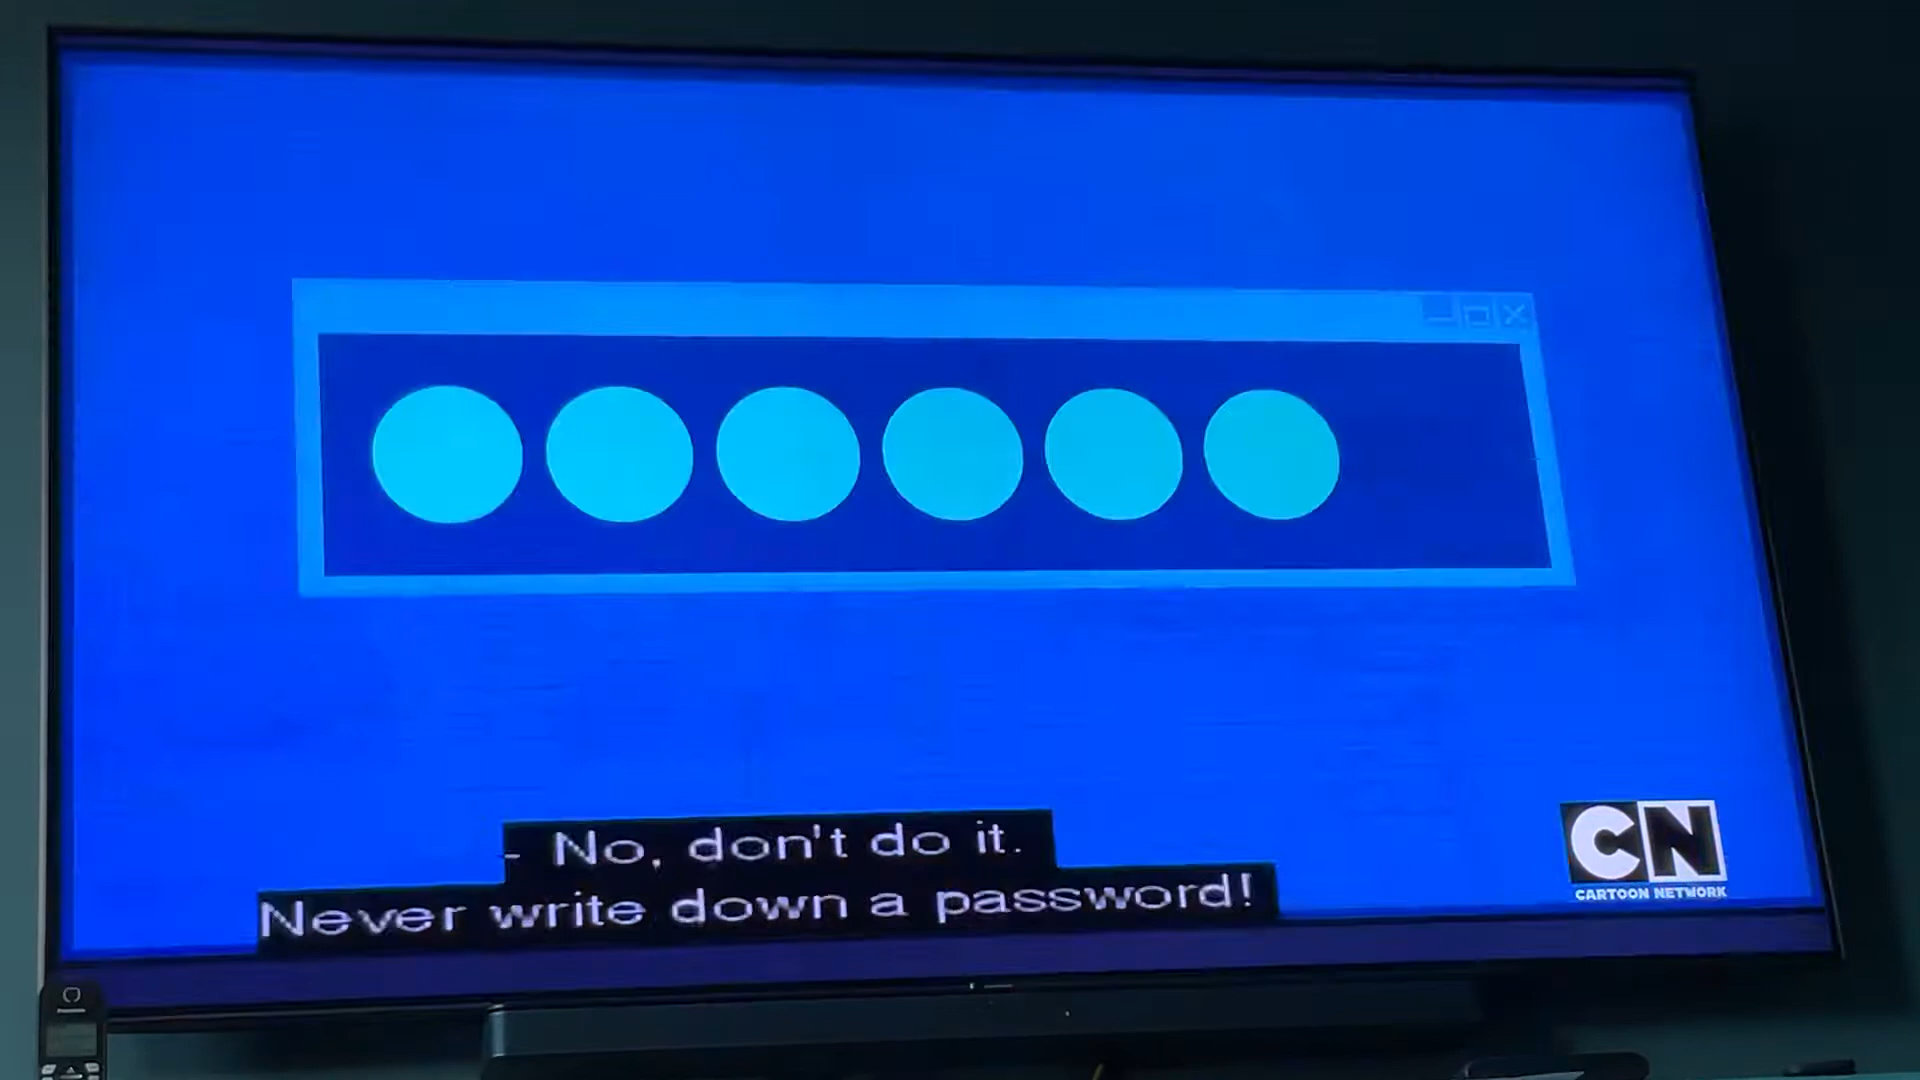 - No, don't do it.
Never write down a password!
CN
CARTOON NETWORK